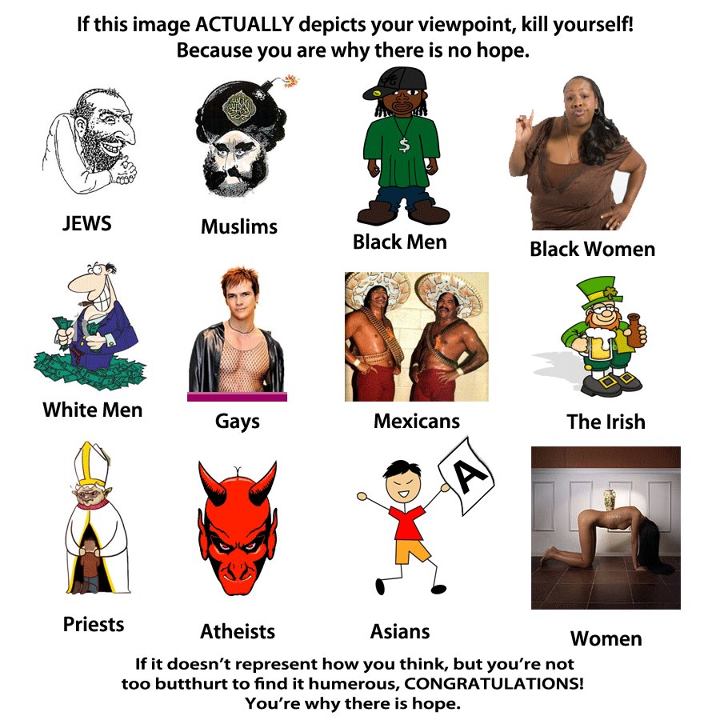 If this image ACTUALLY depicts your viewpoint, kill yourself!
Because you are why there is no hope.
JEWS
Muslims
Black Men
Black Women
White Men
Gays
Mexicans
The Irish
Priests
Atheists
A
Asians
Women
If it doesn't represent how you think, but you're not
too butthurt to find it humerous, CONGRATULATIONS!
You're why there is hope.